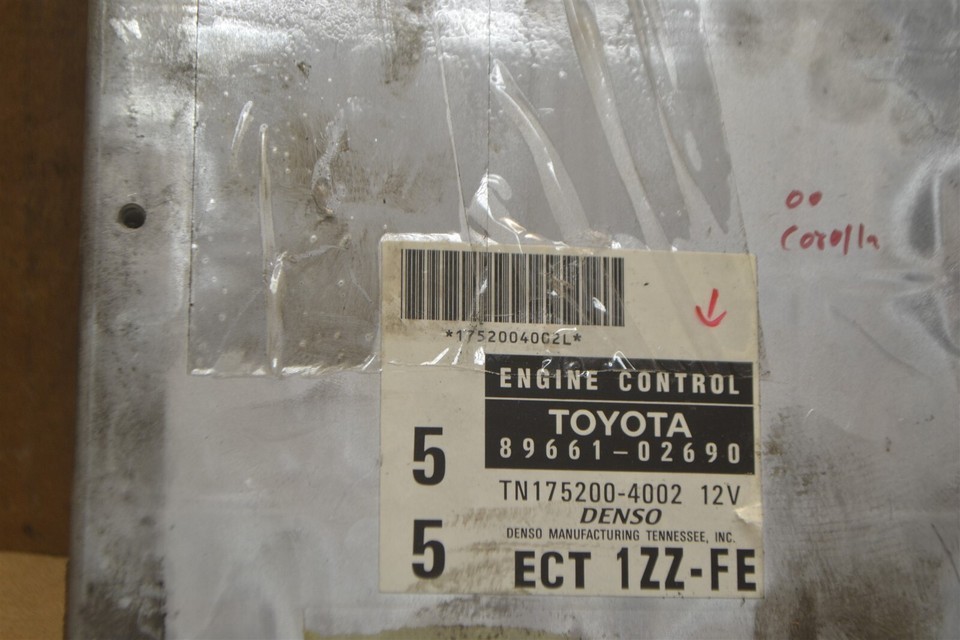 00
Corolla
*1752004002L*
ENGINE CONTROL
TOYOTA
89661-02690
5
TN175200-4002 12V
DENSO
DENSO MANUFACTURING TENNESSEE, INC.
5
ECT 1ZZ-FE